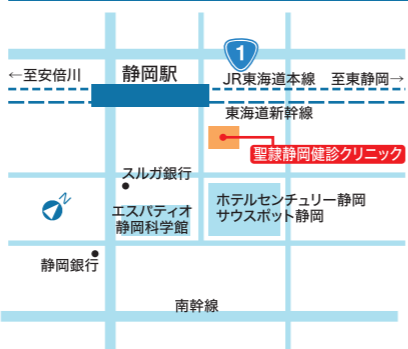 1
←至安倍川
静岡駅
JR東海道本線
至東静岡→
東海道新幹線
聖隷静岡健診クリニック
スルガ銀行
ホテルセンチュリー静岡
サウスポット静岡
エスパティオ
静岡科学館
N
静岡銀行
南幹線